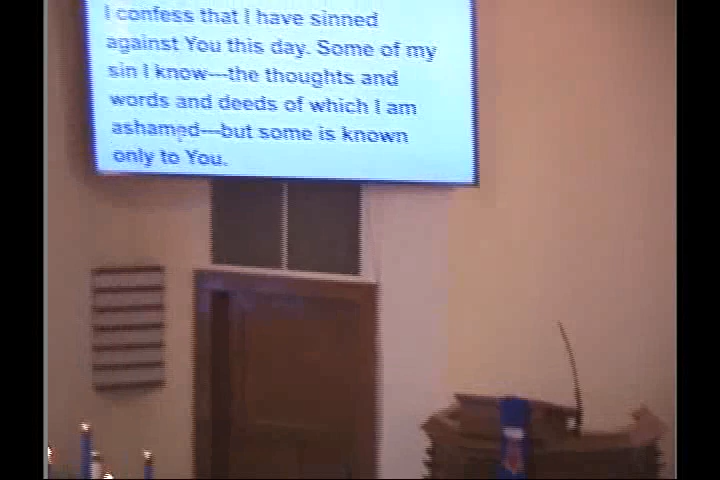 I confess that I have sinned
against You this day. Some of my
sin I know—the thoughts and
words and deeds of which I am
ashamed—but some is known
only to You.